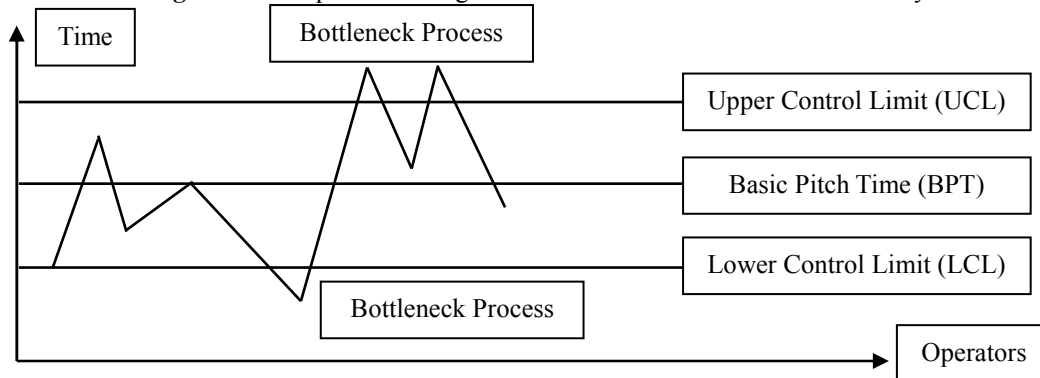 Time
Bottleneck Process
Upper Control Limit (UCL)
Basic Pitch Time (BPT)
Lower Control Limit (LCL)
Bottleneck Process
Operators